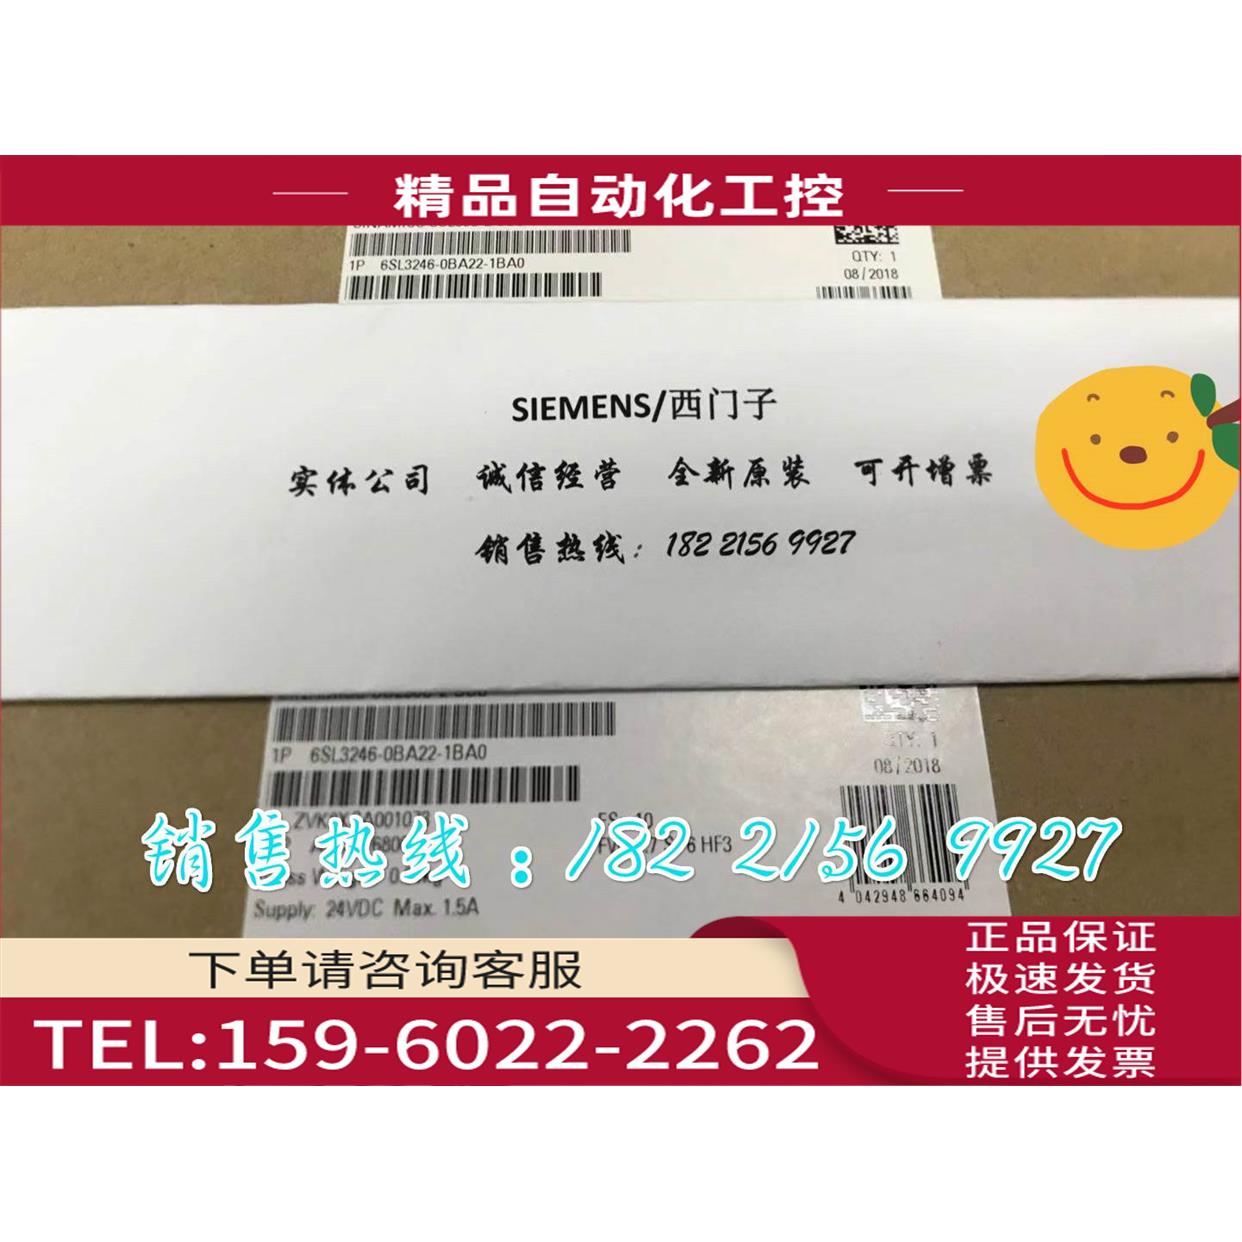 精品自动化工控
1P 6SL3246-0BA22-1BA0
QTY: 1
08/2018
SIEMENS/西门子
实体公司 诚信经营 全新原装 可开增票
销售热线: 182 2156 9927
1P 6SL3246-0BA22-1BA0
QTY: 1
08/2018
销售热线:182 2156 9927
HF3
4 042948 664094
Supply: 24VDC Max. 1.5A
下单请咨询客服
TEL:159-6022-2262
正品保证
极速发货
售后无忧
提供发票